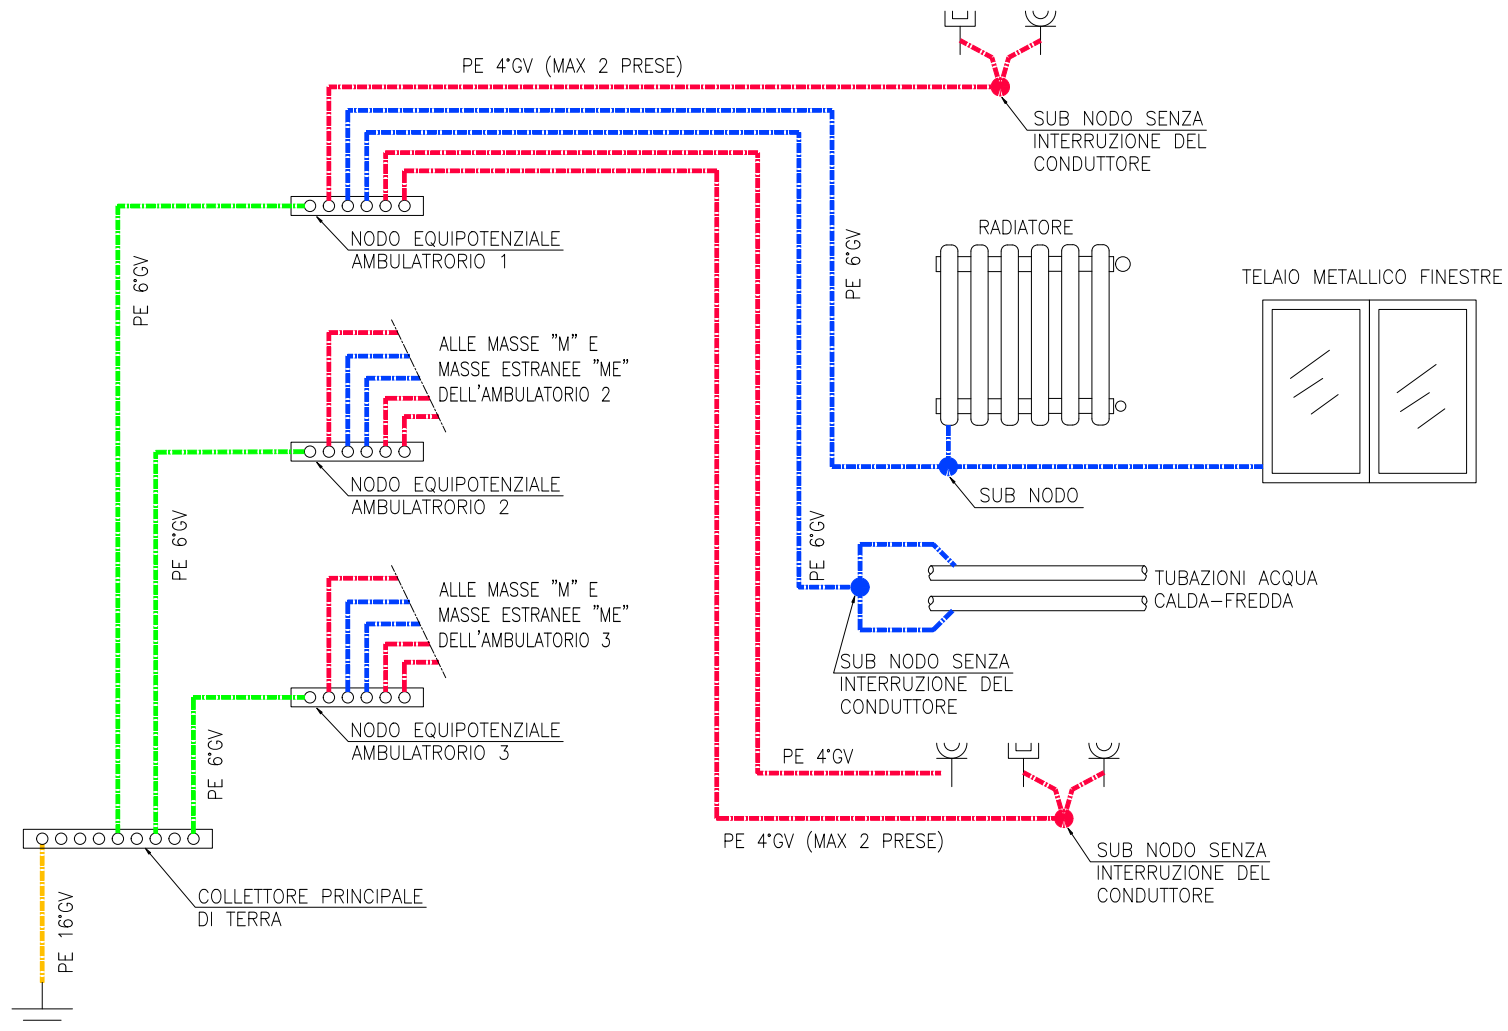 PE 4°GV (MAX 2 PRESE)
SUB NODO SENZA
INTERRUZIONE DEL
CONDUTTORE
NODO EQUIPOTENZIALE
AMBULATRORIO 1
PE 6°GV
PE 6°GV
RADIATORE
TELAIO METALLICO FINESTRE
ALLE MASSE "M" E
MASSE ESTRANEE "ME"
DELL'AMBULATORIO 2
NODO EQUIPOTENZIALE
AMBULATRORIO 2
SUB NODO
PE 6°GV
PE 6°GV
ALLE MASSE "M" E
MASSE ESTRANEE "ME"
DELL'AMBULATORIO 3
TUBAZIONI ACQUA
CALDA-FREDDA
SUB NODO SENZA
INTERRUZIONE DEL
CONDUTTORE
NODO EQUIPOTENZIALE
AMBULATRORIO 3
PE 6°GV
PE 4°GV
PE 4°GV (MAX 2 PRESE)
SUB NODO SENZA
INTERRUZIONE DEL
CONDUTTORE
COLLETTORE PRINCIPALE
DI TERRA
PE 16°GV